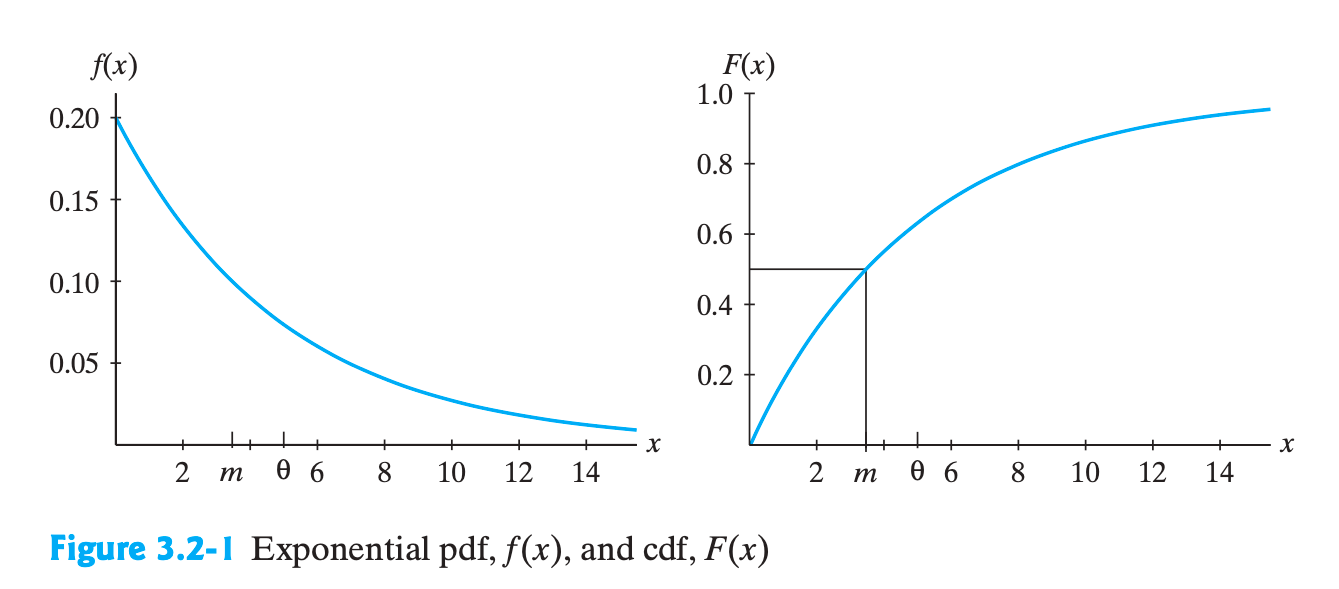 f(x)
0.20
0.15
0.10
0.05
2 m θ 6 8 10 12 14 x
F(x)
1.0
0.8
0.6
0.4
0.2
2 m θ 6 8 10 12 14 x
Figure 3.2-1 Exponential pdf, f(x), and cdf, F(x)